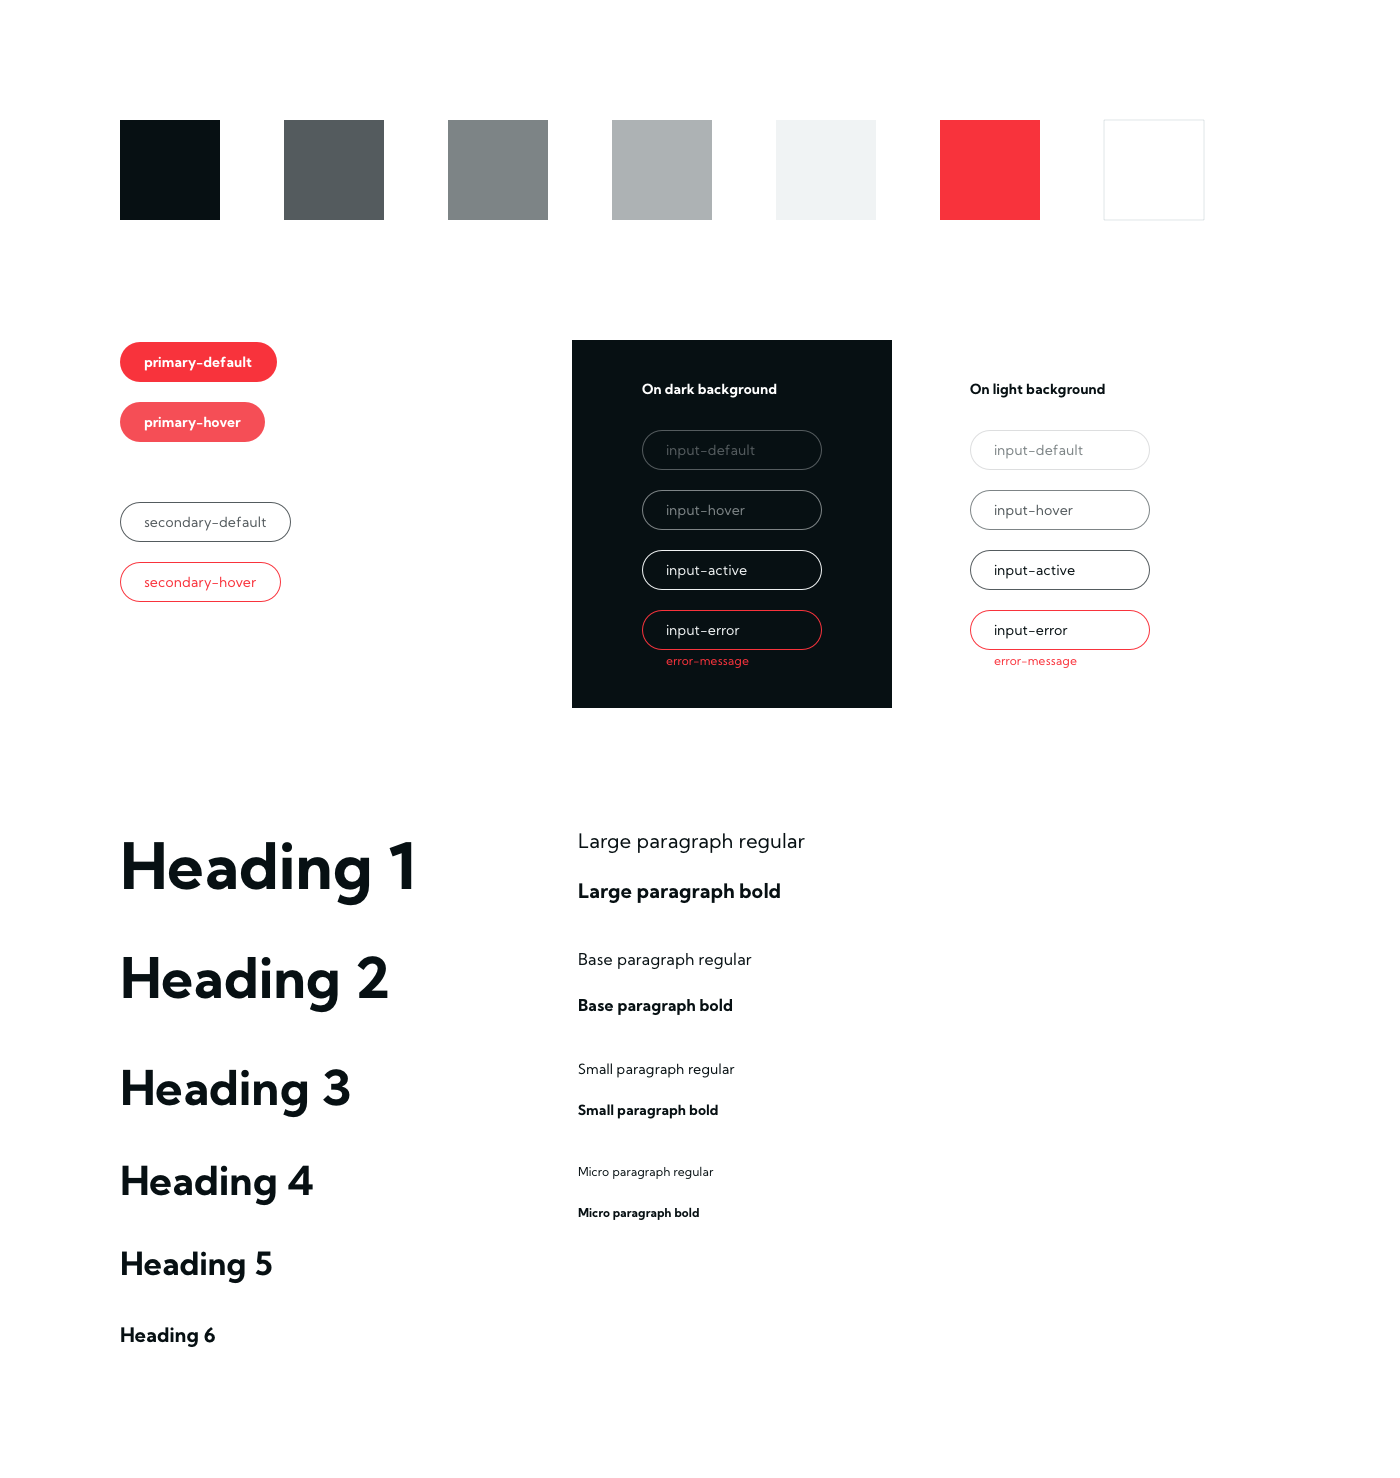 primary-default
primary-hover
secondary-default
secondary-hover
On dark background
input-default
input-hover
input-active
input-error
error-message
On light background
input-default
input-hover
input-active
input-error
error-message
Heading 1
Heading 2
Heading 3
Heading 4
Heading 5
Heading 6
Large paragraph regular
Large paragraph bold
Base paragraph regular
Base paragraph bold
Small paragraph regular
Small paragraph bold
Micro paragraph regular
Micro paragraph bold